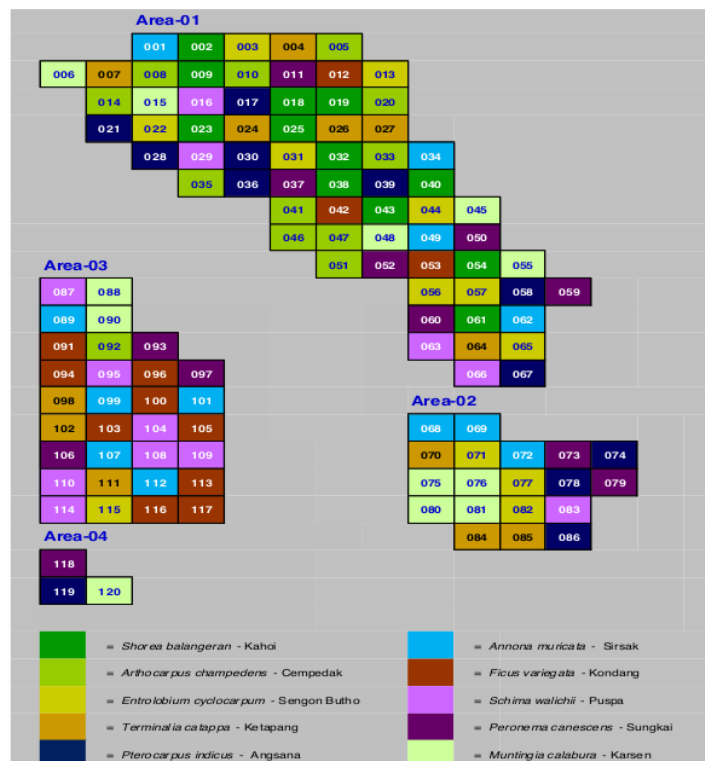 Area-01
001 002 003 004 005
006 007 008 009 010 011 012 013
014 015 016 017 018 019 020
021 022 023 024 025 026 027
028 029 030 031 032 033 034
035 036 037 038 039 040
041 042 043 044 045
046 047 048 049 050
Area-03 051 052 053 054 055
087 088 056 057 058 059
089 090 060 061 062
091 092 093 063 064 065
094 095 096 097 066 067
098 099 100 101 Area-02
102 103 104 105 068 069
106 107 108 109 070 071 072 073 074
110 111 112 113 075 076 077 078 079
114 115 116 117 080 081 082 083
Area-04 084 085 086
118
119 120
= Shorea balangeran - Kahoi = Annona muricata - Sirsak
= Arthocarpus champedens - Cempedak = Ficus variegata - Kondang
= Entrolobium cyclocarpum - Sengon Butho = Schima walichii - Puspa
= Terminalia catappa - Ketapang = Peronema canescens - Sungkai
= Pterocarpus indicus - Angsana = Muntingia calabura - Karsen